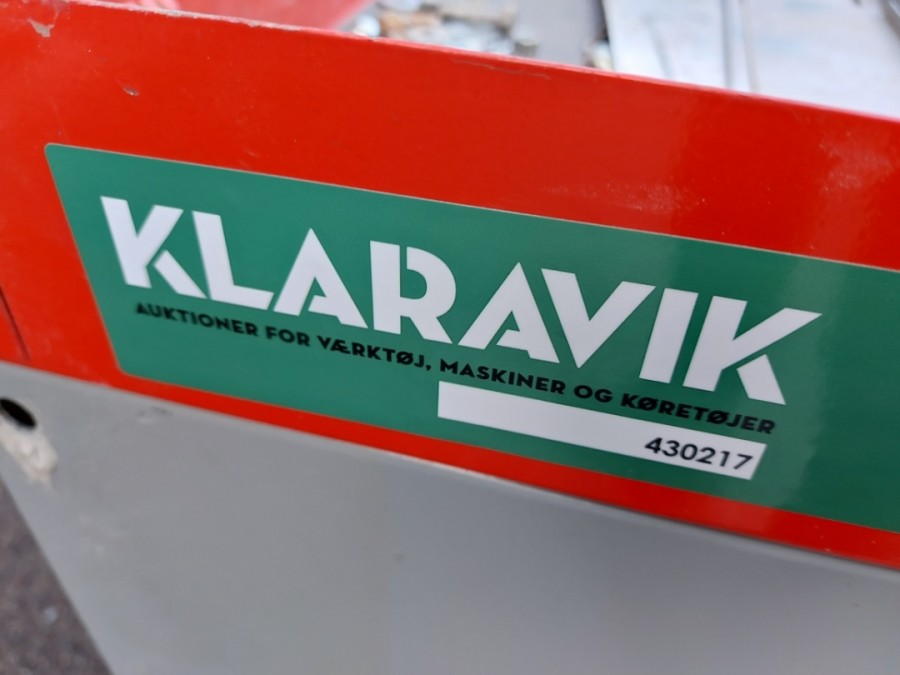 KLARAVIK
AUKTIONER FOR VÆRKTØJ, MASKINER OG KØRETØJER
430217